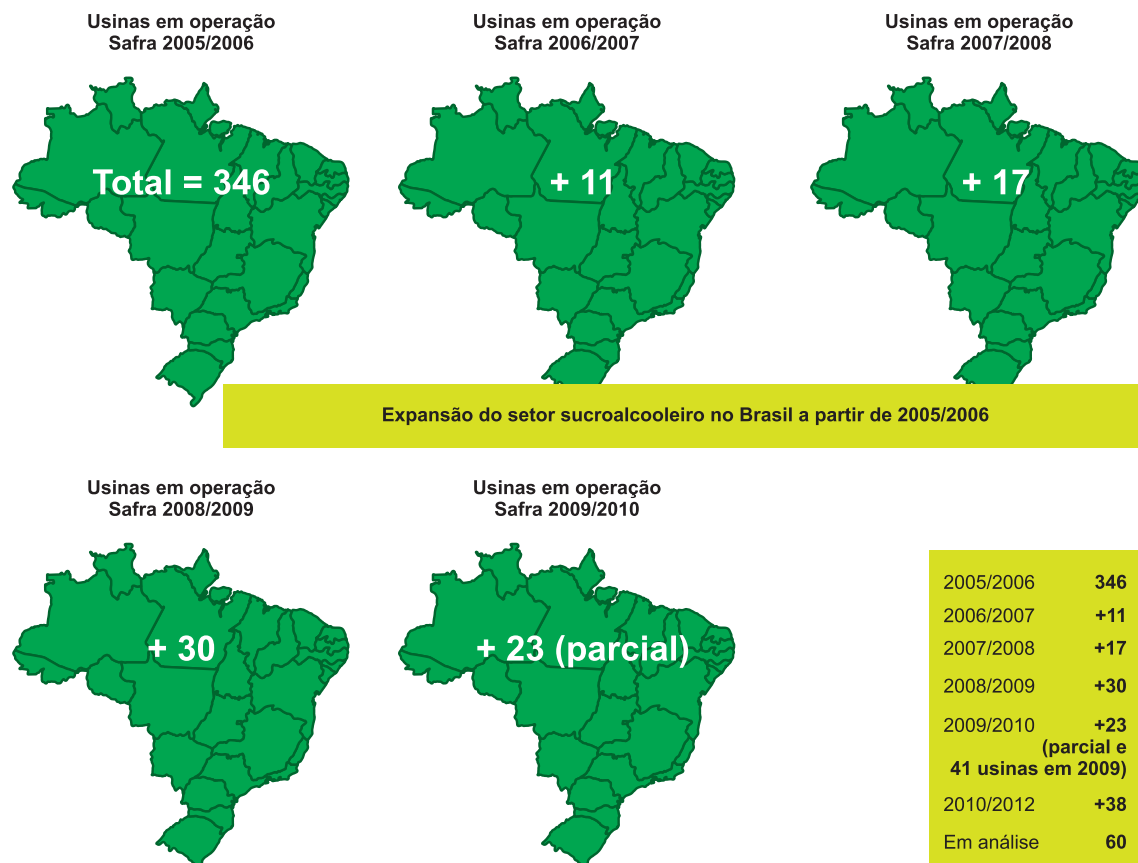 Usinas em operação
Safra 2005/2006
Usinas em operação
Safra 2006/2007
Usinas em operação
Safra 2007/2008
Total = 346
+ 11
+ 17
Expansão do setor sucroalcooleiro no Brasil a partir de 2005/2006
Usinas em operação
Safra 2008/2009
Usinas em operação
Safra 2009/2010
+ 30
+ 23 (parcial)
2005/2006 346
2006/2007 +11
2007/2008 +17
2008/2009 +30
2009/2010 +23
(parcial e
41 usinas em 2009)
2010/2012 +38
Em análise 60